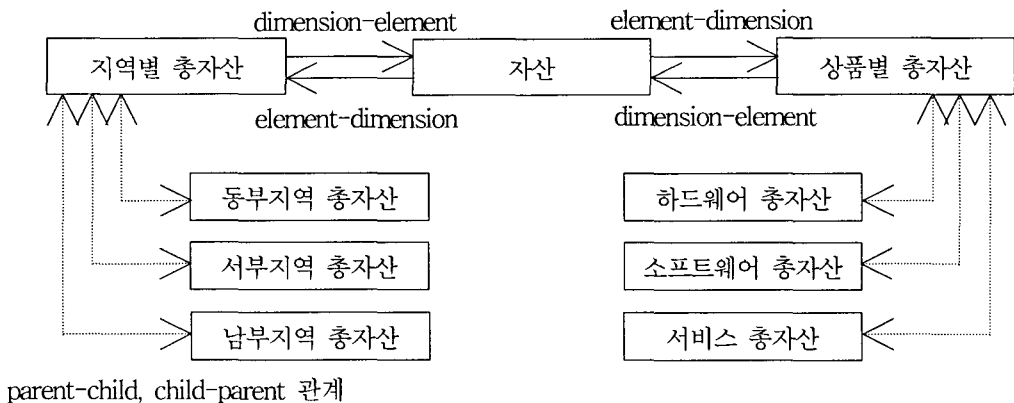 dimension-element
element-dimension
지역별 총자산
자산
상품별 총자산
element-dimension
dimension-element
동부지역 총자산
하드웨어 총자산
서부지역 총자산
소프트웨어 총자산
남부지역 총자산
서비스 총자산
parent-child, child-parent 관계